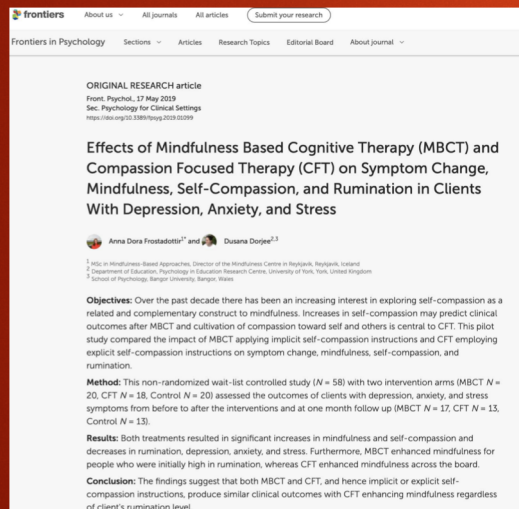 frontiers About us All journals All articles Submit your research
Frontiers in Psychology Sections Articles Research Topics Editorial Board About journal
ORIGINAL RESEARCH article
Front. Psychol., 17 May 2019
Sec. Psychology for Clinical Settings
https://doi.org/10.3389/fpsyg.2019.01099
Effects of Mindfulness Based Cognitive Therapy (MBCT) and
Compassion Focused Therapy (CFT) on Symptom Change,
Mindfulness, Self-Compassion, and Rumination in Clients
With Depression, Anxiety, and Stress
Anna Dora Frostadottir1* and Dusana Dorjee2,3
1 MSc in Mindfulness-Based Approaches, Director of the Mindfulness Centre in Reykjavik, Reykjavik, Iceland
2 Department of Education, Psychology in Education Research Centre, University of York, York, United Kingdom
3 School of Psychology, Bangor University, Bangor, Wales
Objectives: Over the past decade there has been an increasing interest in exploring self-compassion as a
related and complementary construct to mindfulness. Increases in self-compassion may predict clinical
outcomes after MBCT and cultivation of compassion toward self and others is central to CFT. This pilot
study compared the impact of MBCT applying implicit self-compassion instructions and CFT employing
explicit self-compassion instructions on symptom change, mindfulness, self-compassion, and
rumination.
Method: This non-randomized wait-list controlled study (N = 58) with two intervention arms (MBCT N =
20, CFT N = 18, Control N = 20) assessed the outcomes of clients with depression, anxiety, and stress
symptoms from before to after the interventions and at one month follow up (MBCT N = 17, CFT N = 13,
Control N = 13).
Results: Both treatments resulted in significant increases in mindfulness and self-compassion and
decreases in rumination, depression, anxiety, and stress. Furthermore, MBCT enhanced mindfulness for
people who were initially high in rumination, whereas CFT enhanced mindfulness across the board.
Conclusion: The findings suggest that both MBCT and CFT, and hence implicit or explicit self-
compassion instructions, produce similar clinical outcomes with CFT enhancing mindfulness regardless
of client's rumination level